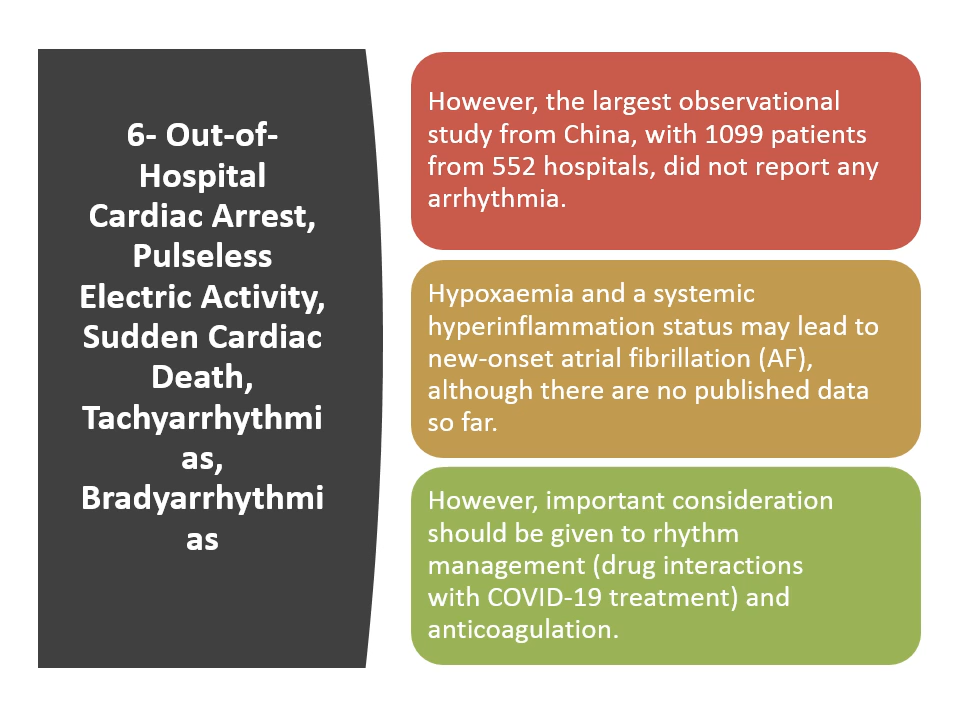 6- Out-of-
Hospital
Cardiac Arrest,
Pulseless
Electric Activity,
Sudden Cardiac
Death,
Tachyarrhythmi
as,
Bradyarrhythmi
as
However, the largest observational
study from China, with 1099 patients
from 552 hospitals, did not report any
arrhythmia.
Hypoxaemia and a systemic
hyperinflammation status may lead to
new-onset atrial fibrillation (AF),
although there are no published data
so far.
However, important consideration
should be given to rhythm
management (drug interactions
with COVID-19 treatment) and
anticoagulation.